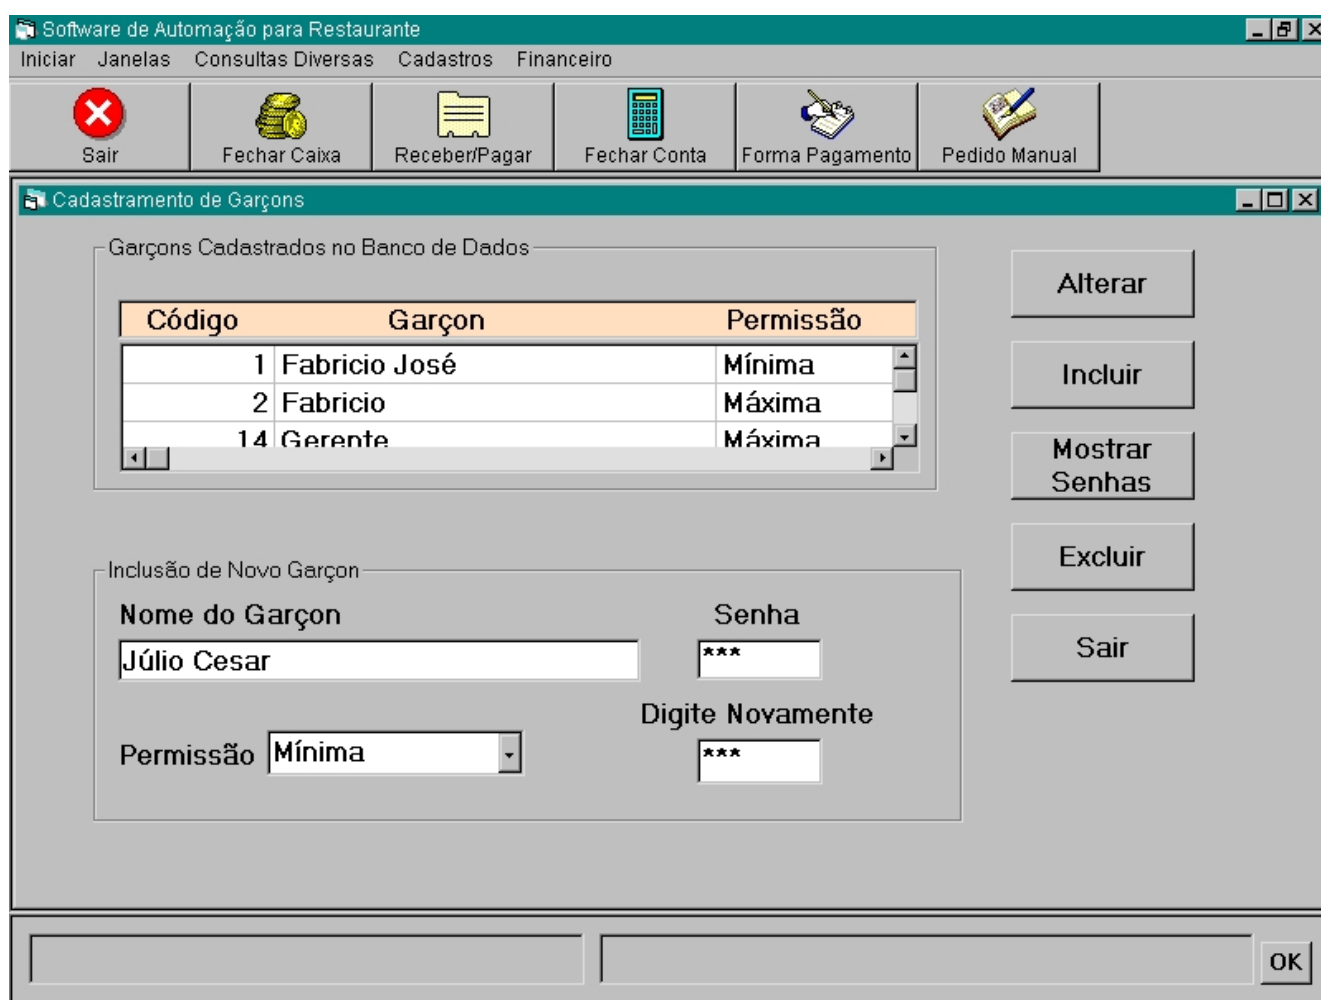 Software de Automação para Restaurante
Iniciar Janelas Consultas Diversas Cadastros Financeiro
Sair Fechar Caixa Receber/Pagar Fechar Conta Forma Pagamento Pedido Manual
Cadastramento de Garçons
Garçons Cadastrados no Banco de Dados
Código Garçon Permissão
1 Fabricio José Mínima
2 Fabricio Máxima
14 Gerente Máxima
Alterar
Incluir
Mostrar
Senhas
Excluir
Sair
Inclusão de Novo Garçon
Nome do Garçon Senha
Júlio Cesar ***
Digite Novamente
Permissão Mínima ***
OK